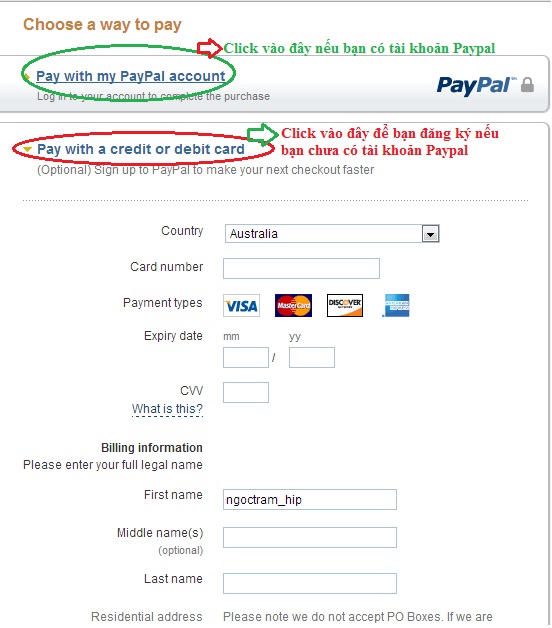 Choose a way to pay
Click vào đây nếu bạn có tài khoản Paypal
Pay with my PayPal account
Log in to your account to complete the purchase
PayPal
Click vào đây để bạn đăng ký nếu
bạn chưa có tài khoản Paypal
Pay with a credit or debit card
(Optional) Sign up to PayPal to make your next checkout faster
Country Australia
Card number
Payment types VISA MasterCard DISCOVER
Expiry date mm yy
/
CVV
What is this?
Billing information
Please enter your full legal name
First name ngoctram_hip
Middle name(s)
(optional)
Last name
Residential address Please note we do not accept PO Boxes. If we are